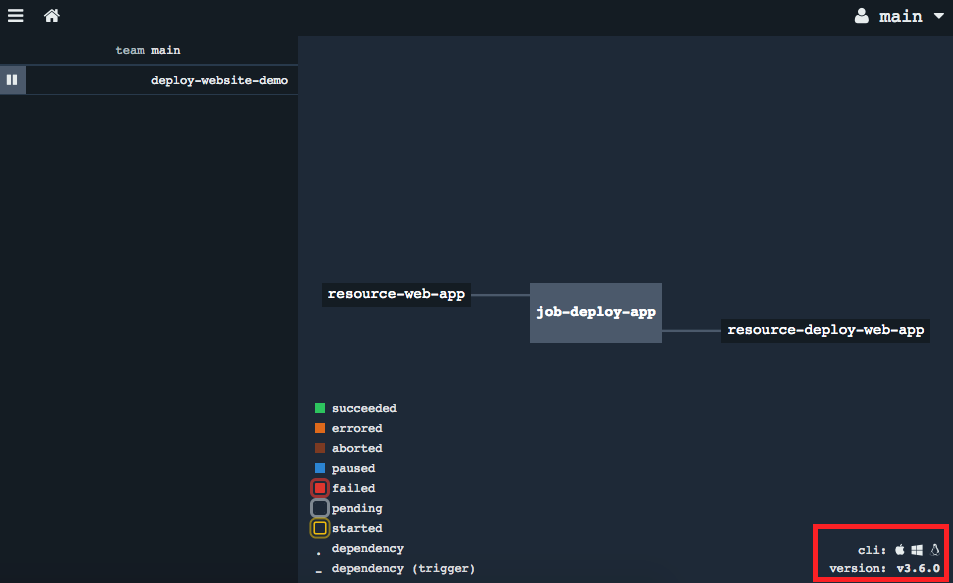 main
team main
deploy-website-demo
resource-web-app
job-deploy-app
resource-deploy-web-app
succeeded
errored
aborted
paused
failed
pending
started
. dependency
– dependency (trigger)
cli:
version: v3.6.0